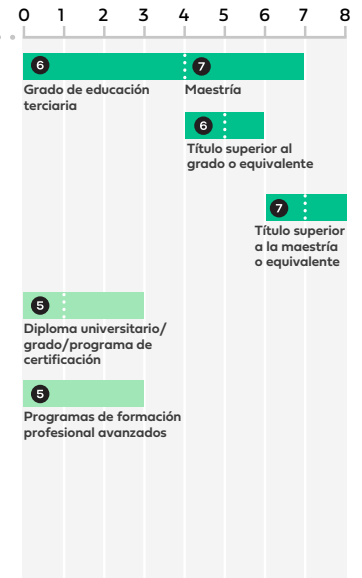 0 1 2 3 4 5 6 7 8
6 7
Grado de educación
terciaria
Maestría
6
Título superior al
grado o equivalente
7
Título superior
a la maestría
o equivalente
5
Diploma universitario/
grado/programa de
certificación
5
Programas de formación
profesional avanzados